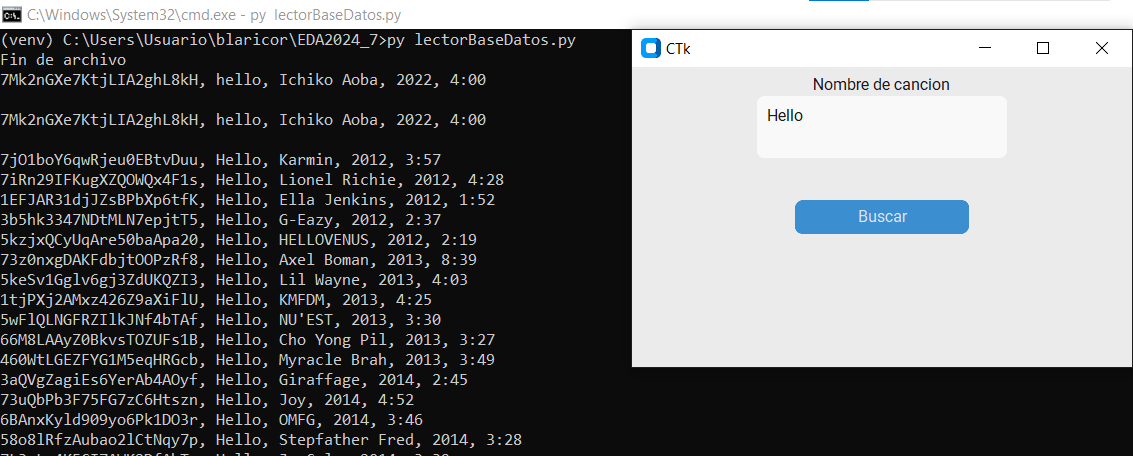 C:\Windows\System32\cmd.exe - py lectorBaseDatos.py
(venv) C:\Users\Usuario\blaricor\EDA2024_7>py lectorBaseDatos.py
Fin de archivo
7Mk2nGXe7KtjLIA2ghL8kH, hello, Ichiko Aoba, 2022, 4:00
7Mk2nGXe7KtjLIA2ghL8kH, hello, Ichiko Aoba, 2022, 4:00
7jO1boY6qwRjeu0EBtvDuu, Hello, Karmin, 2012, 3:57
7iRn29IFKugXZQOWQx4F1s, Hello, Lionel Richie, 2012, 4:28
1EFJAR31djJZsBPbXp6tfK, Hello, Ella Jenkins, 2012, 1:52
3b5hk3347NDtMLN7epjtT5, Hello, G-Eazy, 2012, 2:37
5kzjxQCyUqAre50baApa20, Hello, HELLOVENUS, 2012, 2:19
73z0nxgDAKFdbjtOOPzRf8, Hello, Axel Boman, 2013, 8:39
5keSv1Gglv6gj3ZdUKQZI3, Hello, Lil Wayne, 2013, 4:03
1tjPXj2AMxz426Z9aXiFlU, Hello, KMFDM, 2013, 4:25
5wFlQLNGFRZIlkJNf4bTAf, Hello, NU'EST, 2013, 3:30
66M8LAAyZ0BkvsTOZUFs1B, Hello, Cho Yong Pil, 2013, 3:27
460WtLGEZFYG1M5eqHRGcb, Hello, Myracle Brah, 2013, 3:49
3aQVgZagiEs6YerAb4AOyf, Hello, Giraffage, 2014, 2:45
73uQbPb3F75FG7zC6Htszn, Hello, Joy, 2014, 4:52
6BAnxKyld909yo6Pk1DO3r, Hello, OMFG, 2014, 3:46
58o8lRfzAubao2lCtNqy7p, Hello, Stepfather Fred, 2014, 3:28
CTk
Nombre de cancion
Hello
Buscar